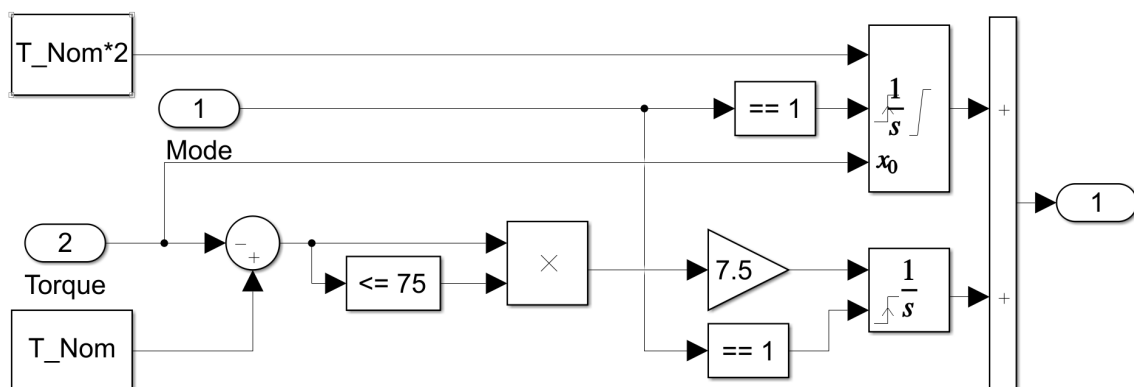 T_Nom*2
1
Mode
== 1
1
s
x0
+
2
Torque
−
+
<= 75
×
7.5
1
s
1
+
T_Nom
== 1